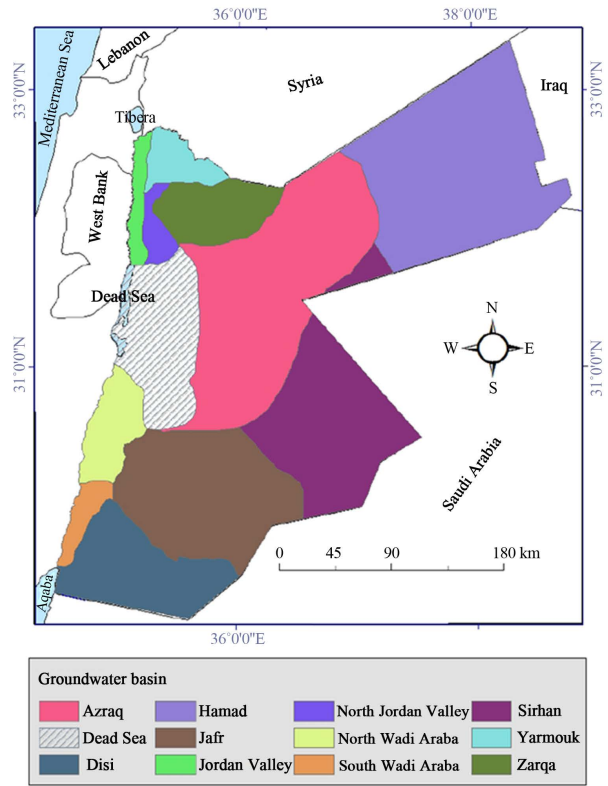 36°0'0"E 38°0'0"E
Mediterranean Sea
Lebanon
Syria
Iraq
33°0'0"N 33°0'0"N
Tibera
West Bank
Dead Sea
N
W E
S
31°0'0"N 31°0'0"N
Saudi Arabia
0 45 90 180 km
Aqaba
36°0'0"E
Groundwater basin
Azraq Hamad North Jordan Valley Sirhan
Dead Sea Jafr North Wadi Araba Yarmouk
Disi Jordan Valley South Wadi Araba Zarqa